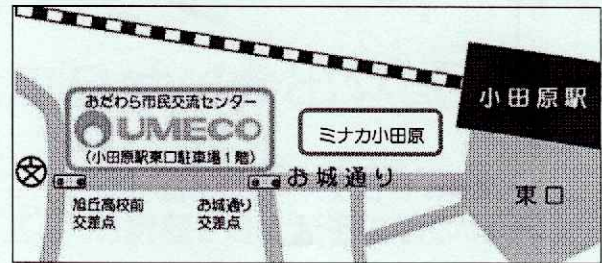 小田原駅
おだわら市民交流センター
UMECO
(小田原駅東口駐車場1階)
ミナカ小田原
お城通り
東口
旭丘高校前
交差点
お城通り
交差点